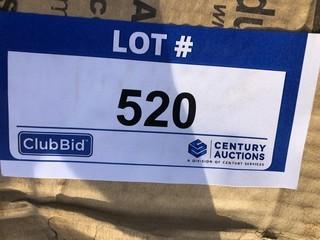 LOT #
520
ClubBid
CENTURY
AUCTIONS
A DIVISION OF CENTURY SERVICES